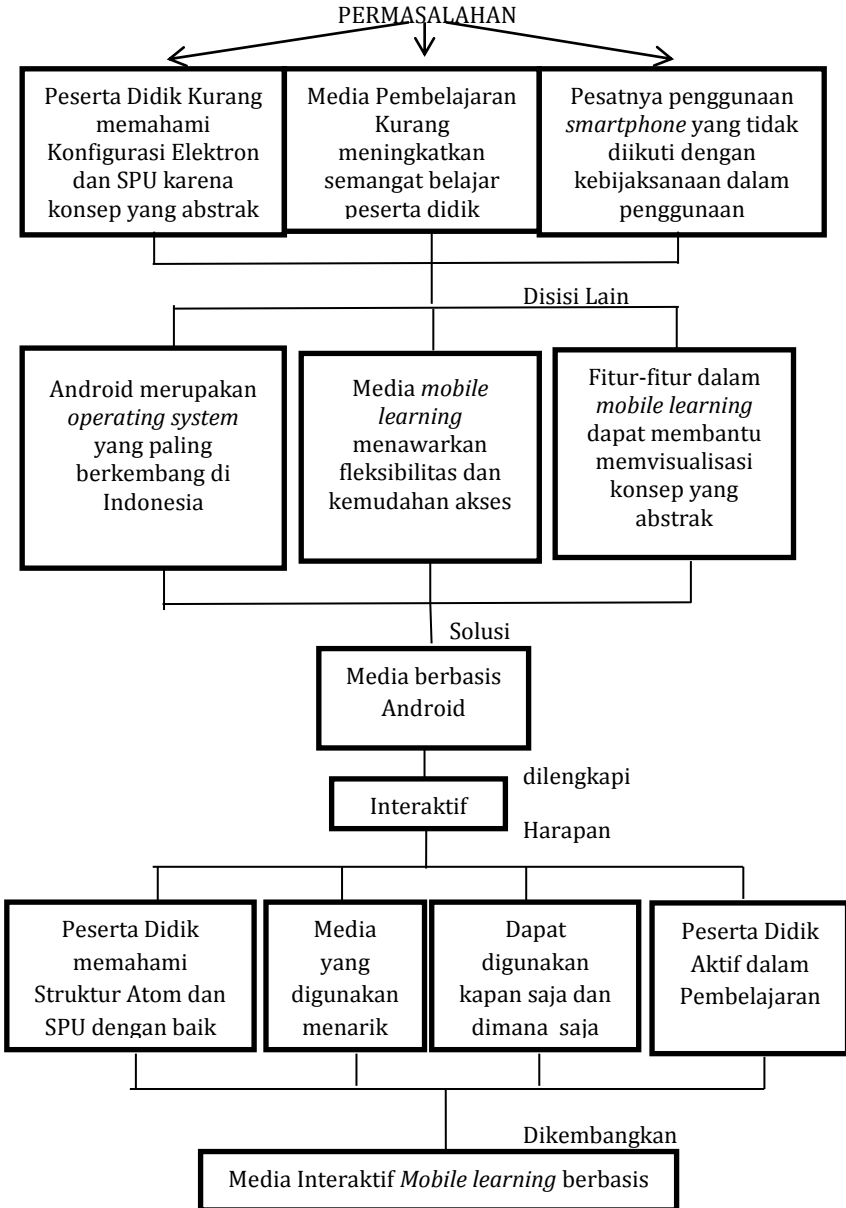 PERMASALAHAN
Peserta Didik Kurang
memahami
Konfigurasi Elektron
dan SPU karena
konsep yang abstrak
Media Pembelajaran
Kurang
meningkatkan
semangat belajar
peserta didik
Pesatnya penggunaan
smartphone yang tidak
diikuti dengan
kebijaksanaan dalam
penggunaan
Disisi Lain
Android merupakan
operating system
yang paling
berkembang di
Indonesia
Media mobile
learning
menawarkan
fleksibilitas dan
kemudahan akses
Fitur-fitur dalam
mobile learning
dapat membantu
memvisualisasi
konsep yang
abstrak
Solusi
Media berbasis
Android
dilengkapi
Interaktif
Harapan
Peserta Didik
memahami
Struktur Atom dan
SPU dengan baik
Media
yang
digunakan
menarik
Dapat
digunakan
kapan saja dan
dimana saja
Peserta Didik
Aktif dalam
Pembelajaran
Dikembangkan
Media Interaktif Mobile learning berbasis